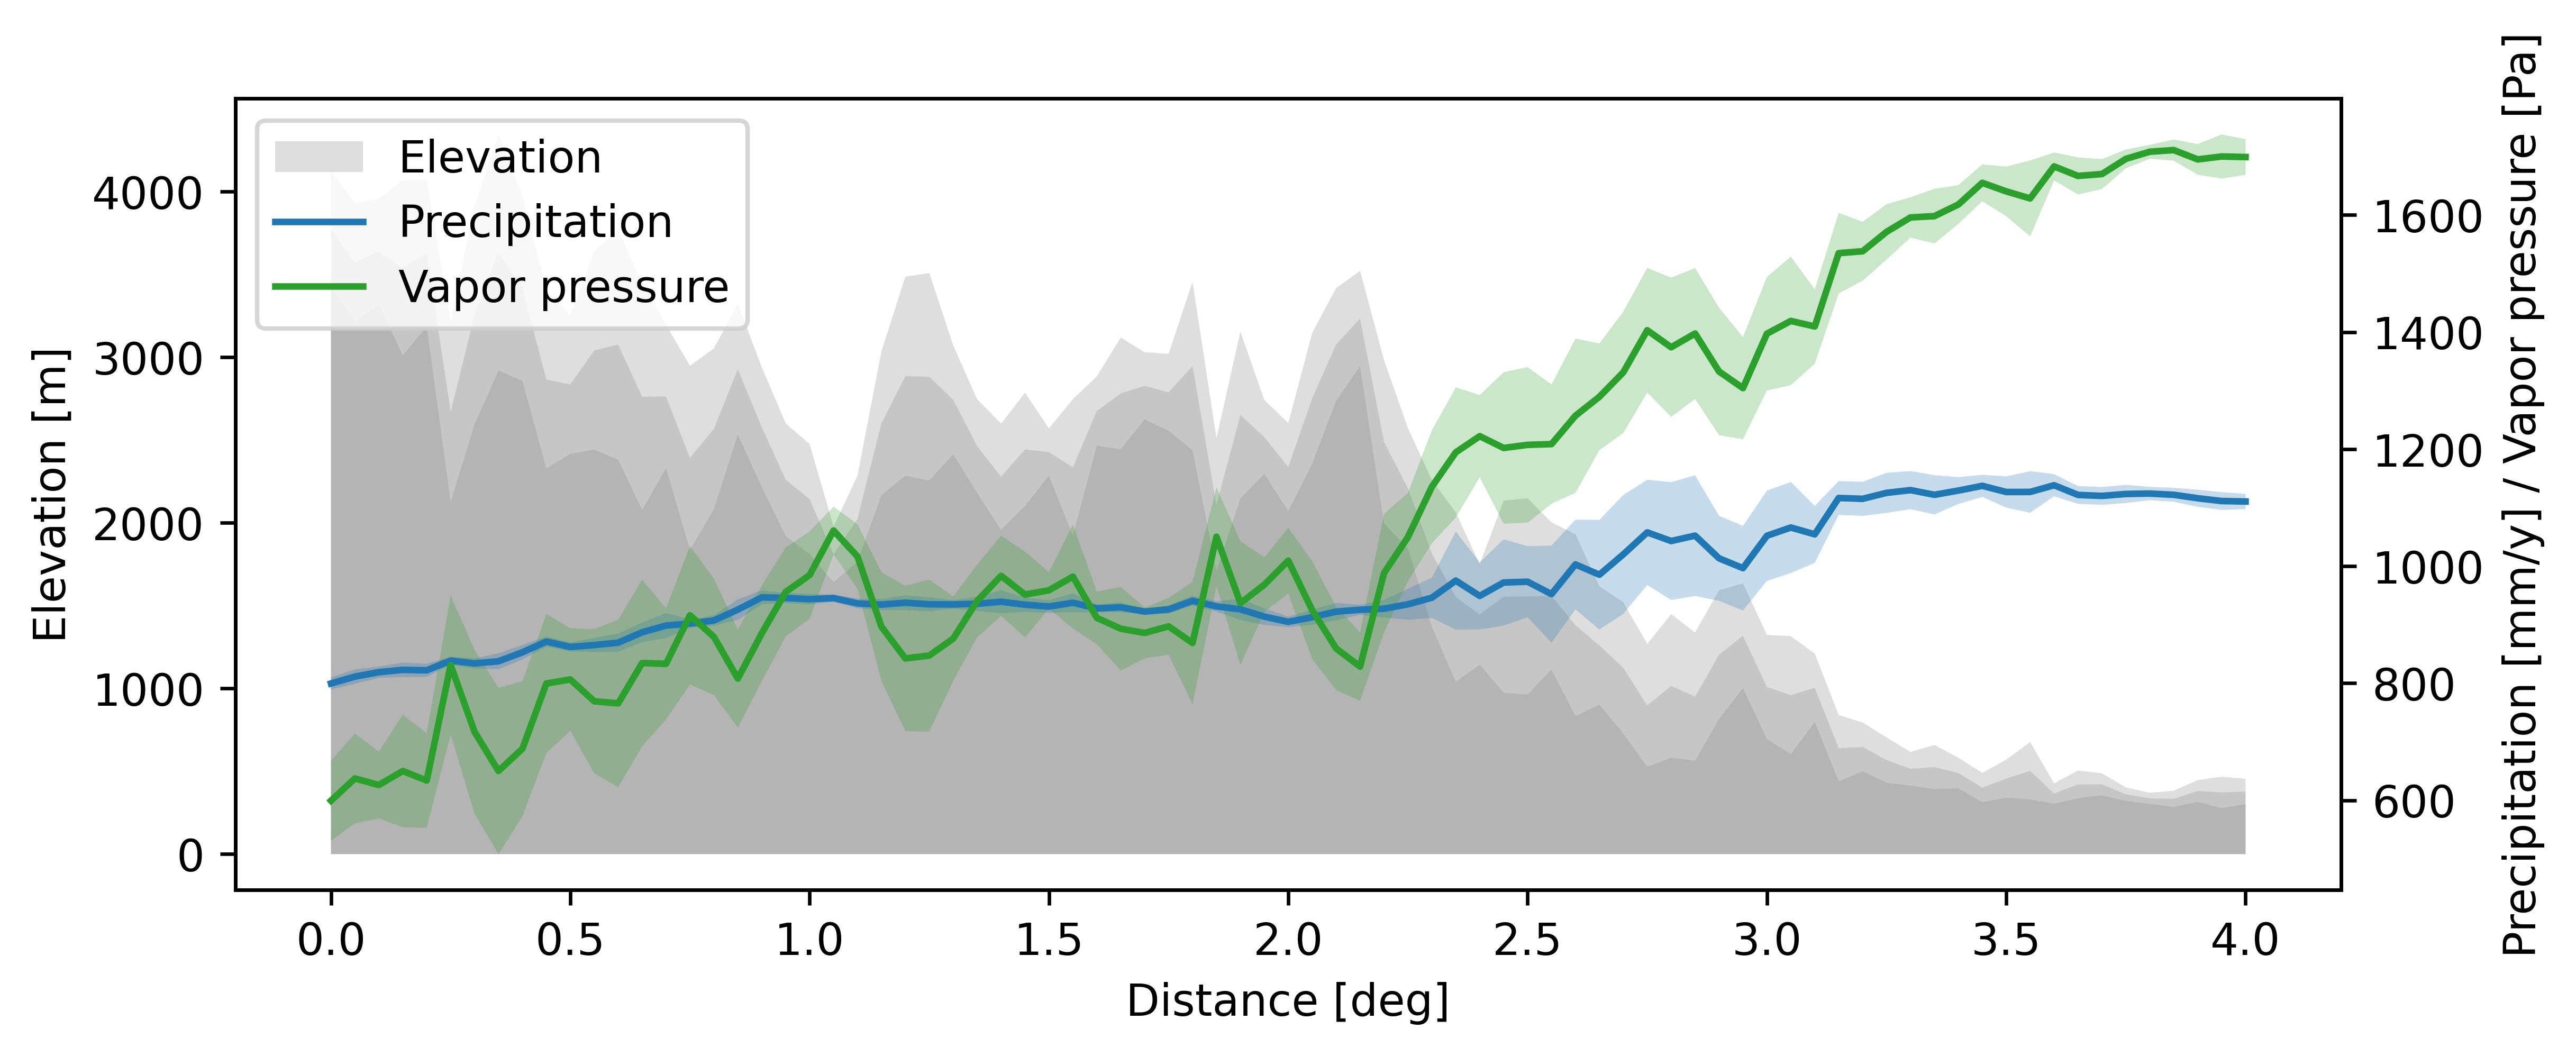 Elevation
Precipitation
Vapor pressure
Elevation [m]
4000
3000
2000
1000
0
0.0 0.5 1.0 1.5 2.0 2.5 3.0 3.5 4.0
Distance [deg]
1600
1400
1200
1000
800
600
Precipitation [mm/y] / Vapor pressure [Pa]